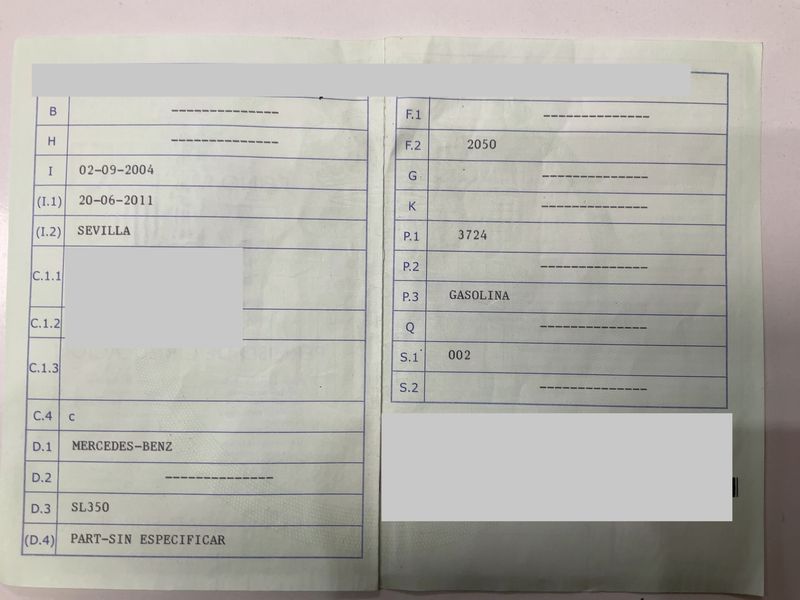 B --------------
H --------------
I 02-09-2004
(I.1) 20-06-2011
(I.2) SEVILLA
C.1.1
C.1.2
C.1.3
C.4 c
D.1 MERCEDES-BENZ
D.2 --------------
D.3 SL350
(D.4) PART-SIN ESPECIFICAR
F.1 --------------
F.2 2050
G --------------
K --------------
P.1 3724
P.2 --------------
P.3 GASOLINA
Q --------------
S.1 002
S.2 --------------